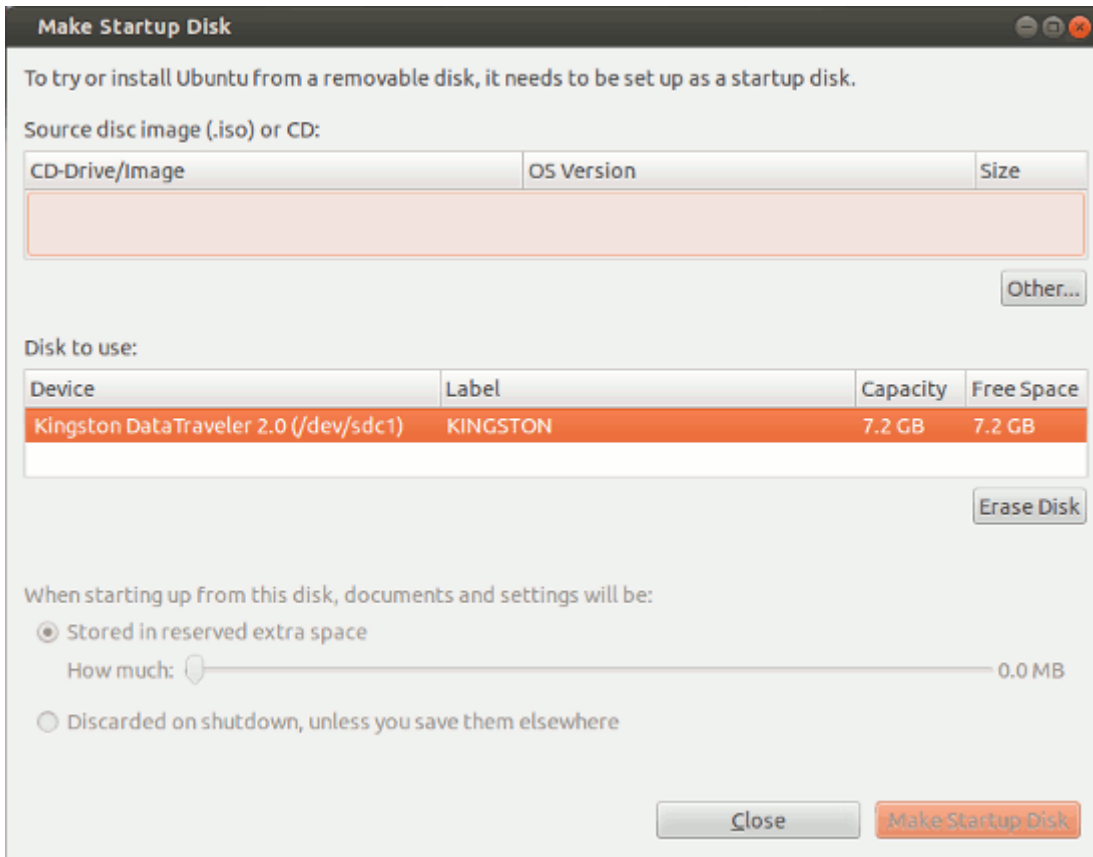 Make Startup Disk
To try or install Ubuntu from a removable disk, it needs to be set up as a startup disk.
Source disc image (.iso) or CD:
CD-Drive/Image OS Version Size
Other...
Disk to use:
Device Label Capacity Free Space
Kingston DataTraveler 2.0 (/dev/sdc1) KINGSTON 7.2 GB 7.2 GB
Erase Disk
When starting up from this disk, documents and settings will be:
Stored in reserved extra space
How much: 0.0 MB
Discarded on shutdown, unless you save them elsewhere
Close Make Startup Disk